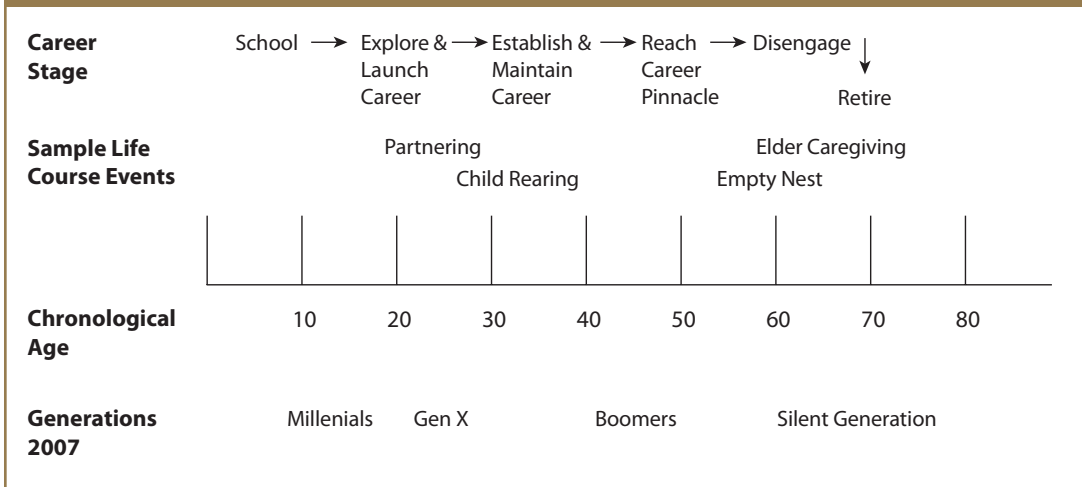 Career Stage
School → Explore & Launch Career → Establish & Maintain Career → Reach Career Pinnacle → Disengage ↓ Retire
Sample Life Course Events
Partnering
Elder Caregiving
Child Rearing
Empty Nest
10 20 30 40 50 60 70 80
Chronological Age
Generations 2007
Millenials Gen X Boomers Silent Generation